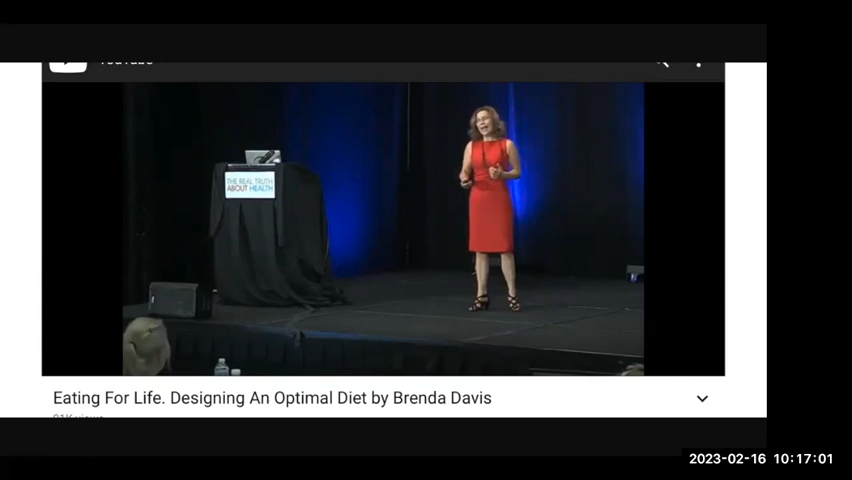 YouTube
THE REAL TRUTH
ABOUT HEALTH
Eating For Life. Designing An Optimal Diet by Brenda Davis
2023-02-16 10:17:01